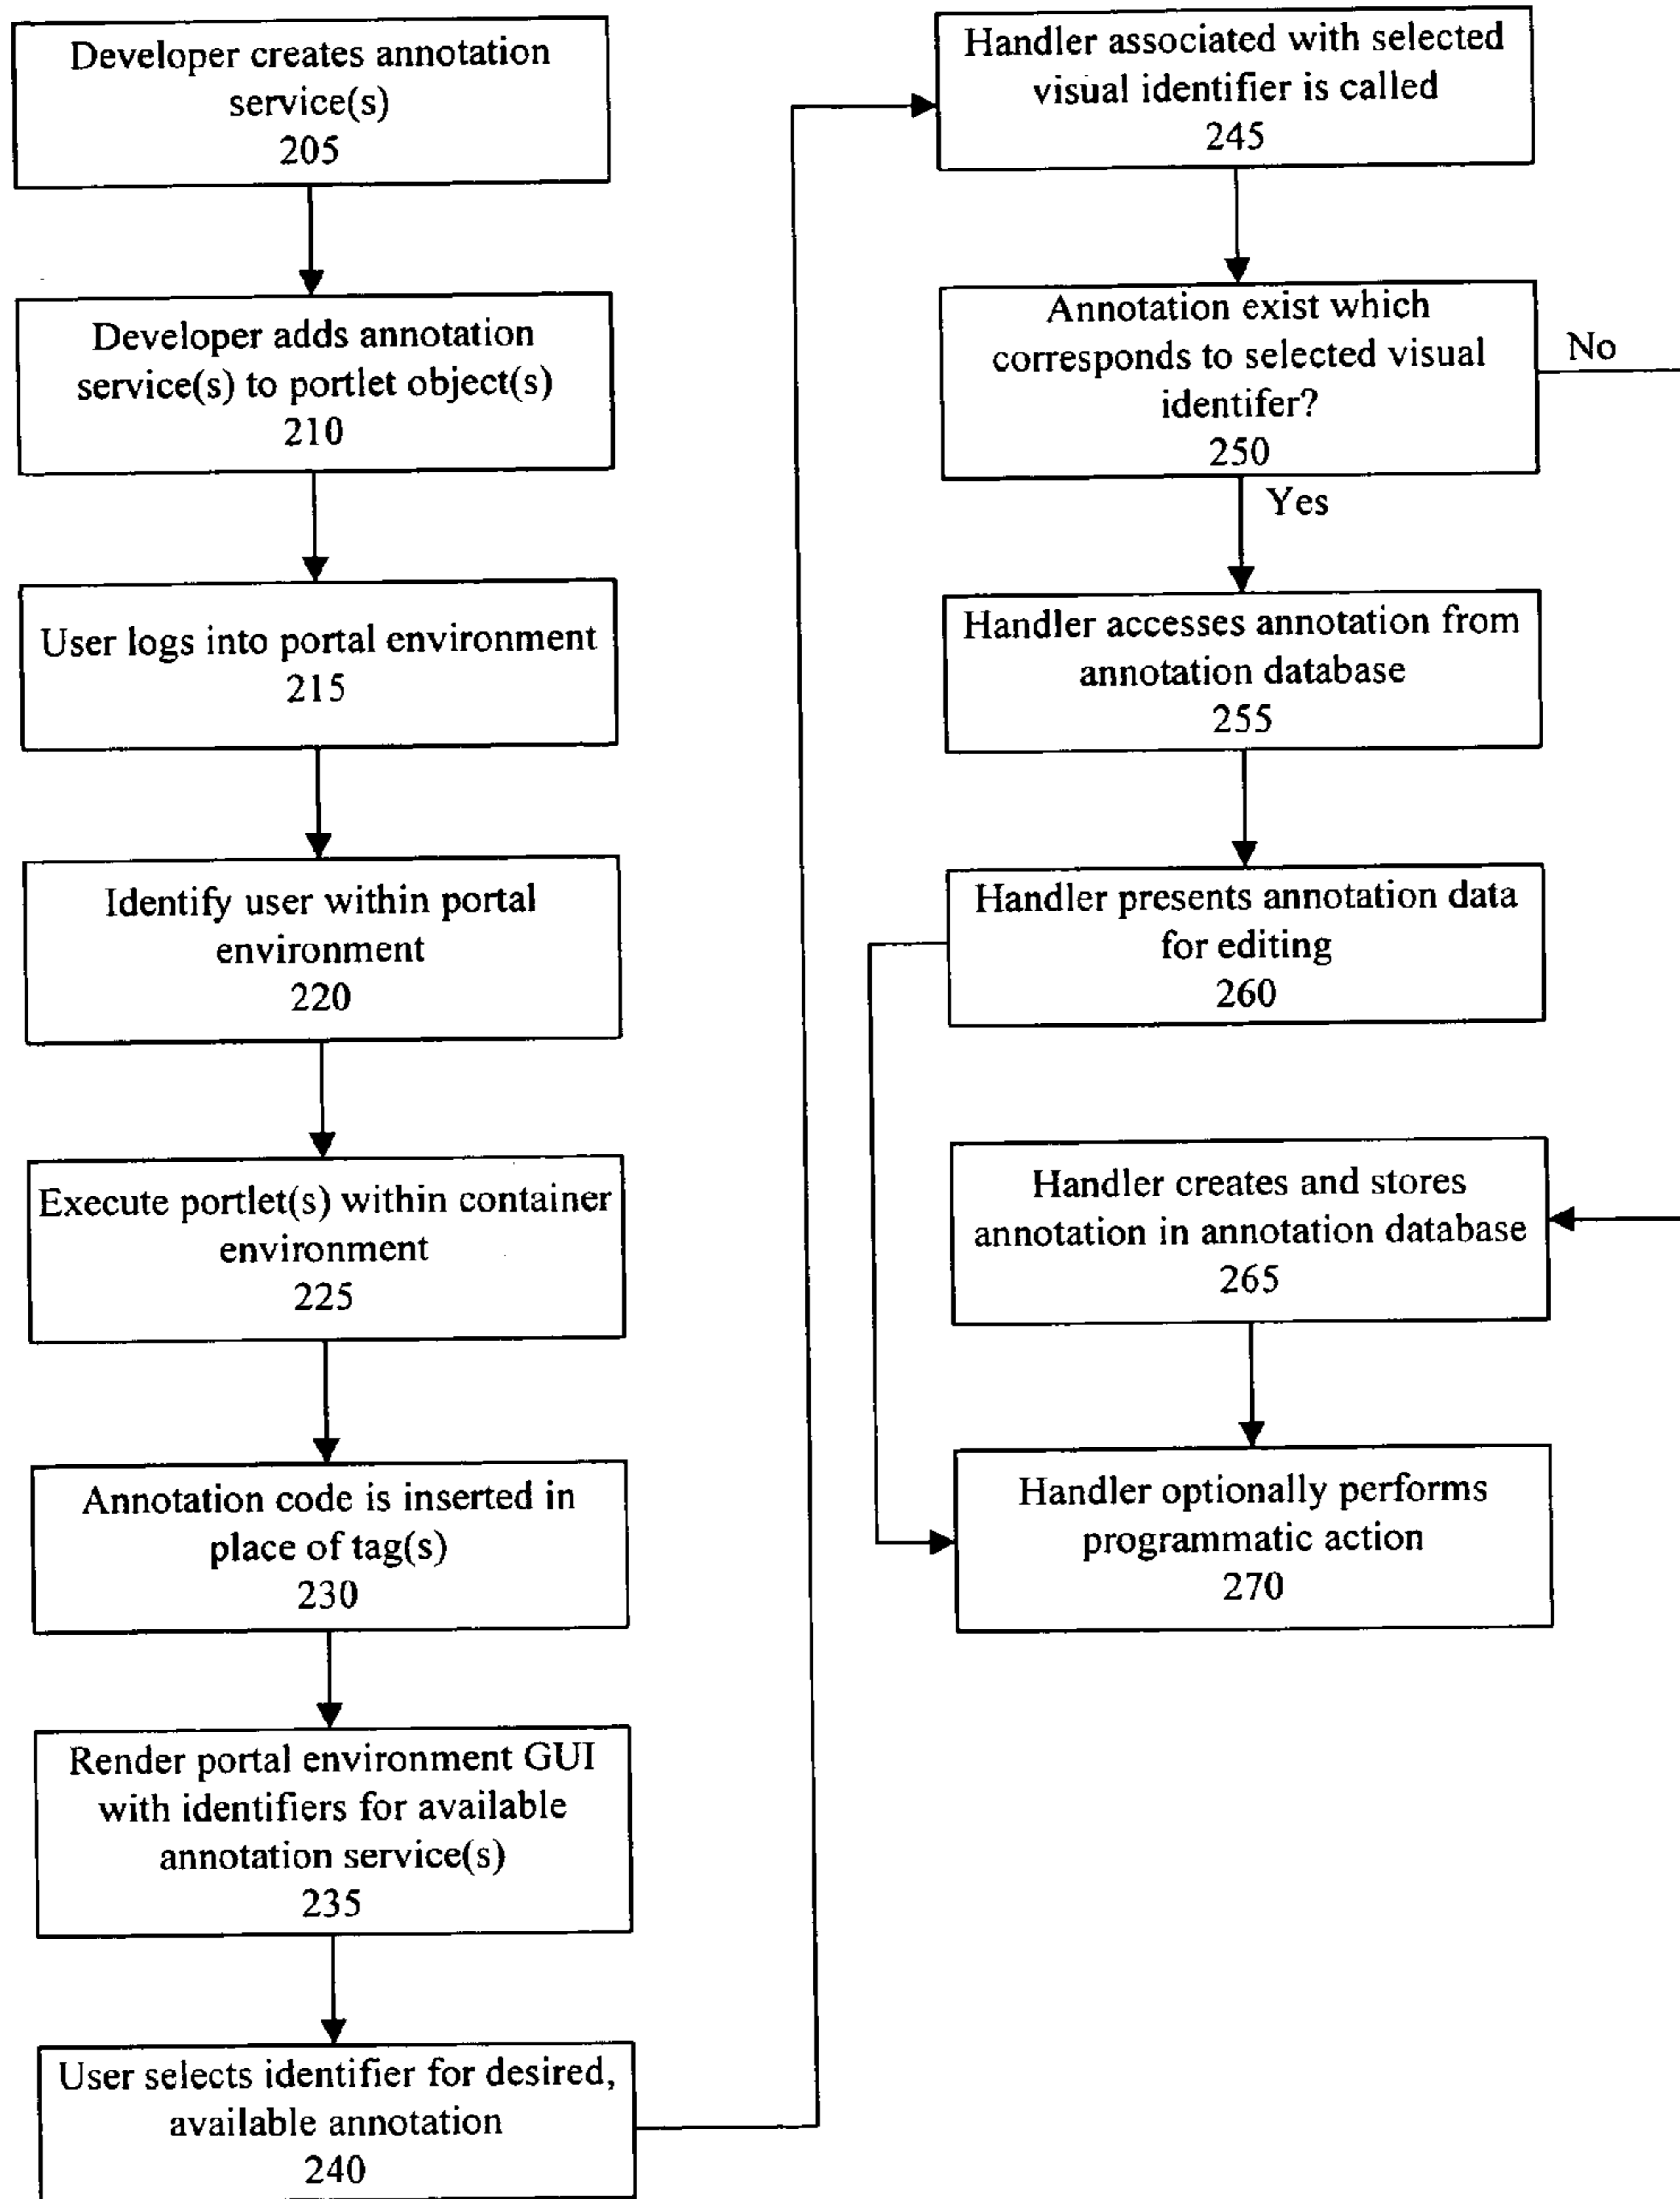 Developer creates annotation
service(s)
205
Developer adds annotation
service(s) to portlet object(s)
210
User logs into portal environment
215
Identify user within portal
environment
220
Execute portlet(s) within container
environment
225
Annotation code is inserted in
place of tag(s)
230
Render portal environment GUI
with identifiers for available
annotation service(s)
235
User selects identifier for desired,
available annotation
240
Handler associated with selected
visual identifier is called
245
Annotation exist which
corresponds to selected visual
identifer?
250
No
Yes
Handler accesses annotation from
annotation database
255
Handler presents annotation data
for editing
260
Handler creates and stores
annotation in annotation database
265
Handler optionally performs
programmatic action
270